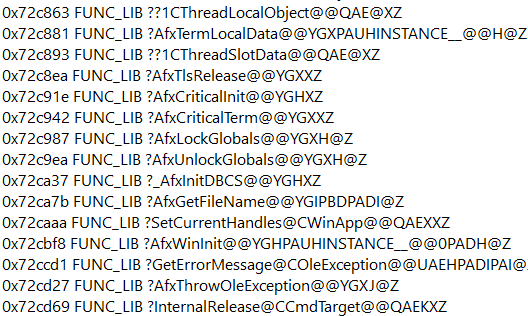 0x72c863 FUNC_LIB ??1CThreadLocalObject@@QAE@XZ
0x72c881 FUNC_LIB ?AfxTermLocalData@@YGXPAUHINSTANCE__@@H@Z
0x72c893 FUNC_LIB ??1CThreadSlotData@@QAE@XZ
0x72c8ea FUNC_LIB ?AfxTlsRelease@@YGXXZ
0x72c91e FUNC_LIB ?AfxCriticalInit@@YGHXZ
0x72c942 FUNC_LIB ?AfxCriticalTerm@@YGXXZ
0x72c987 FUNC_LIB ?AfxLockGlobals@@YGXH@Z
0x72c9ea FUNC_LIB ?AfxUnlockGlobals@@YGXH@Z
0x72ca37 FUNC_LIB ?_AfxInitDBCS@@YGHXZ
0x72ca7b FUNC_LIB ?AfxGetFileName@@YGIPBDPADI@Z
0x72caaa FUNC_LIB ?SetCurrentHandles@CWinApp@@QAEXXZ
0x72cbf8 FUNC_LIB ?AfxWinInit@@YGHPAUHINSTANCE__@@0PADH@Z
0x72ccd1 FUNC_LIB ?GetErrorMessage@COleException@@UAEHPADIPAI@
0x72cd27 FUNC_LIB ?AfxThrowOleException@@YGXJ@Z
0x72cd69 FUNC_LIB ?InternalRelease@CCmdTarget@@QAEKXZ